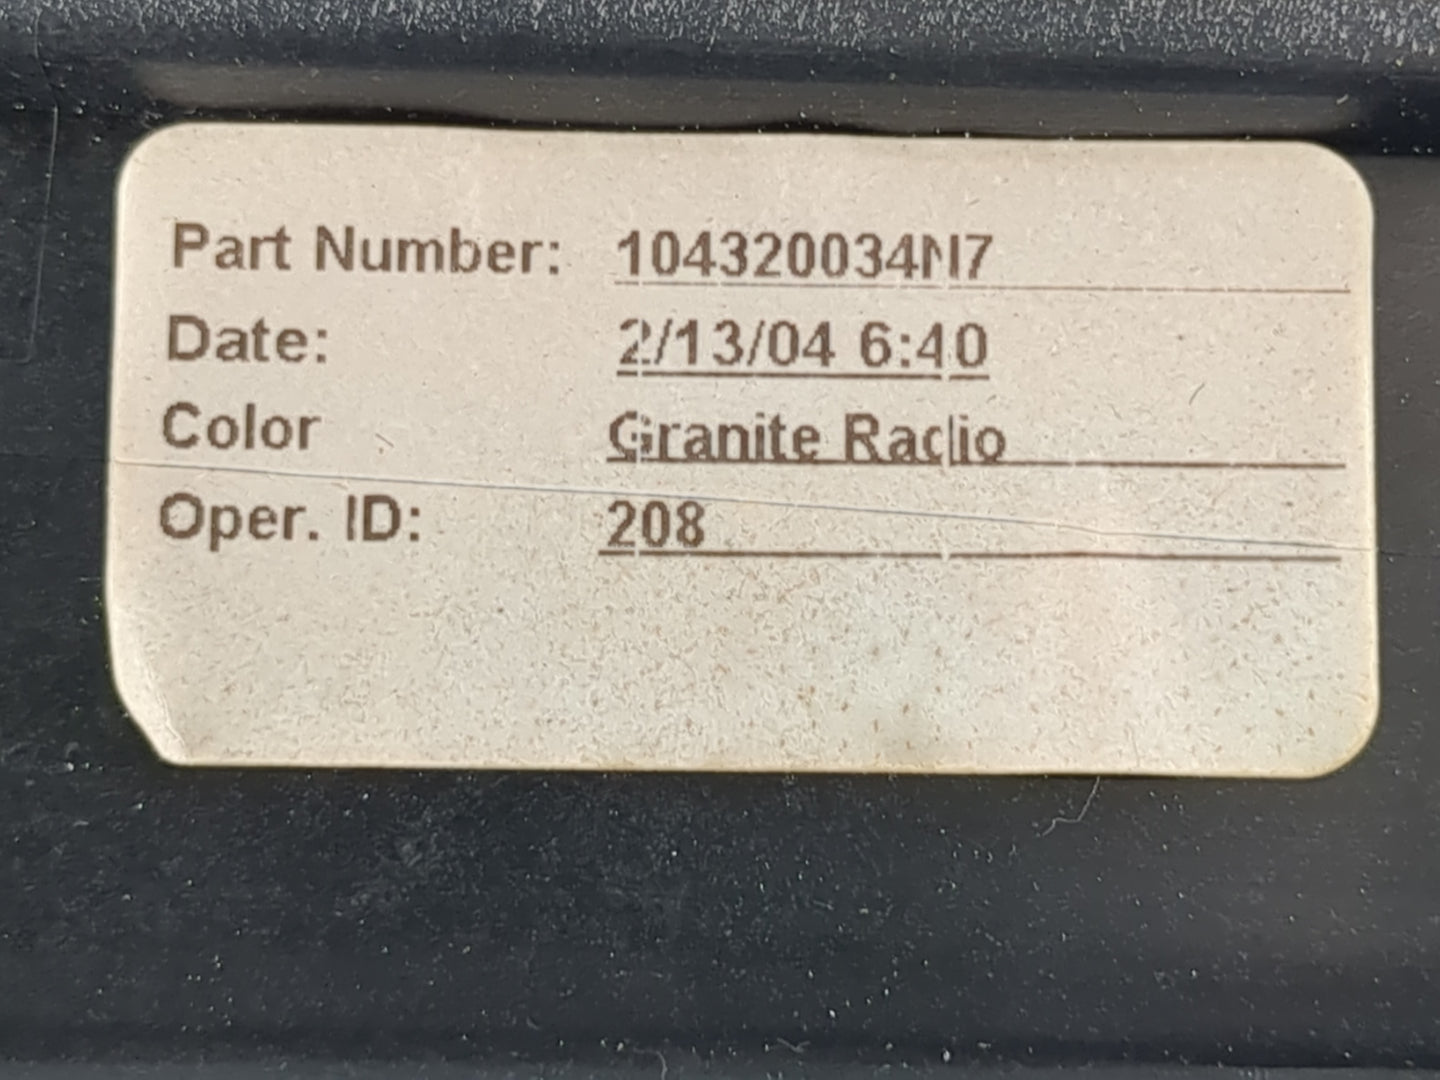 Part Number: 104320034N7
Date: 2/13/04 6:40
Color Granite Radio
Oper. ID: 208